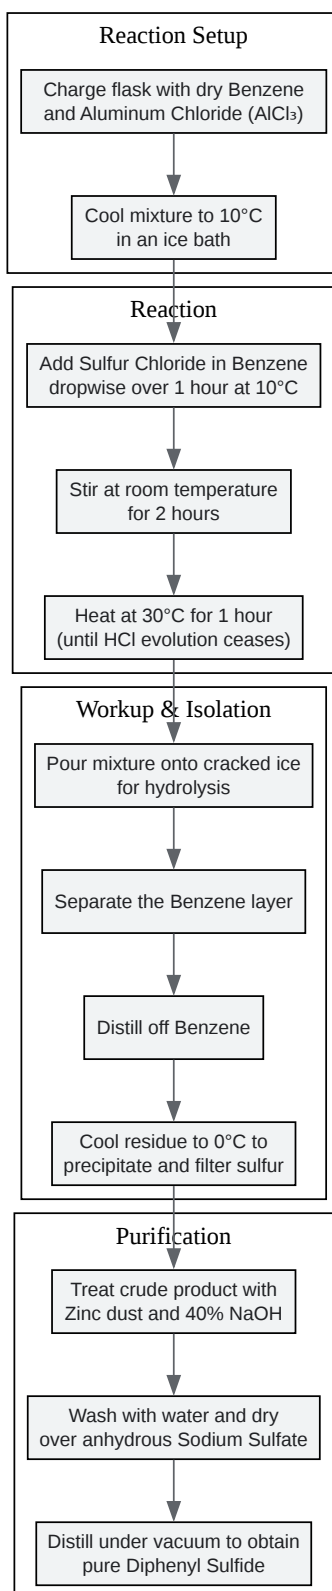 Reaction Setup
Charge flask with dry Benzene
and Aluminum Chloride (AlCl₃)
Cool mixture to 10°C
in an ice bath
Reaction
Add Sulfur Chloride in Benzene
dropwise over 1 hour at 10°C
Stir at room temperature
for 2 hours
Heat at 30°C for 1 hour
(until HCl evolution ceases)
Workup & Isolation
Pour mixture onto cracked ice
for hydrolysis
Separate the Benzene layer
Distill off Benzene
Cool residue to 0°C to
precipitate and filter sulfur
Purification
Treat crude product with
Zinc dust and 40% NaOH
Wash with water and dry
over anhydrous Sodium Sulfate
Distill under vacuum to obtain
pure Diphenyl Sulfide